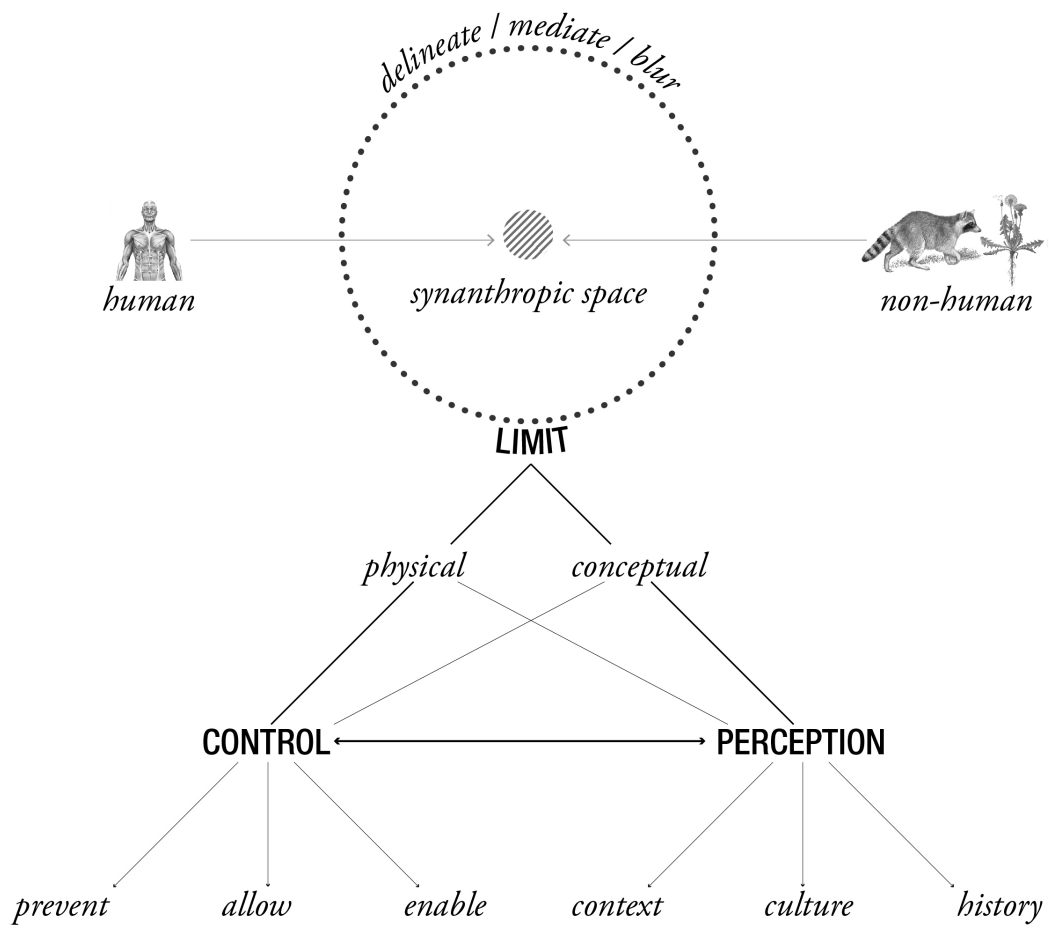 delineate / mediate / blur
human
synanthropic space
non-human
LIMIT
physical
conceptual
CONTROL
PERCEPTION
prevent
allow
enable
context
culture
history